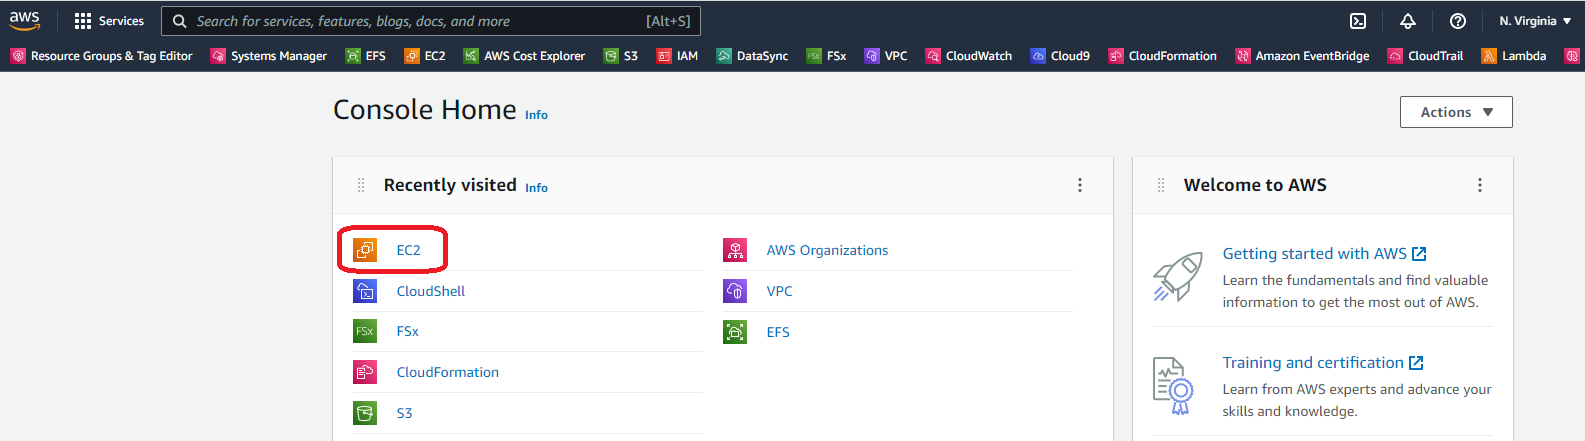 aws Services Search for services, features, blogs, docs, and more [Alt+S] N. Virginia
Resource Groups & Tag Editor Systems Manager EFS EC2 AWS Cost Explorer S3 IAM DataSync FSx VPC CloudWatch Cloud9 CloudFormation Amazon EventBridge CloudTrail Lambda
Console Home Info
Actions
Recently visited Info
EC2
CloudShell
FSx
CloudFormation
S3
AWS Organizations
VPC
EFS
Welcome to AWS
Getting started with AWS
Learn the fundamentals and find valuable
information to get the most out of AWS.
Training and certification
Learn from AWS experts and advance your
skills and knowledge.